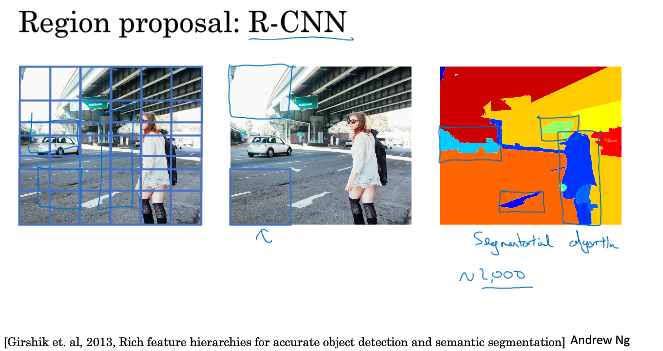 Region proposal: R-CNN
Segmentation algorithm
~2,000
[Girshik et. al, 2013, Rich feature hierarchies for accurate object detection and semantic segmentation] Andrew Ng